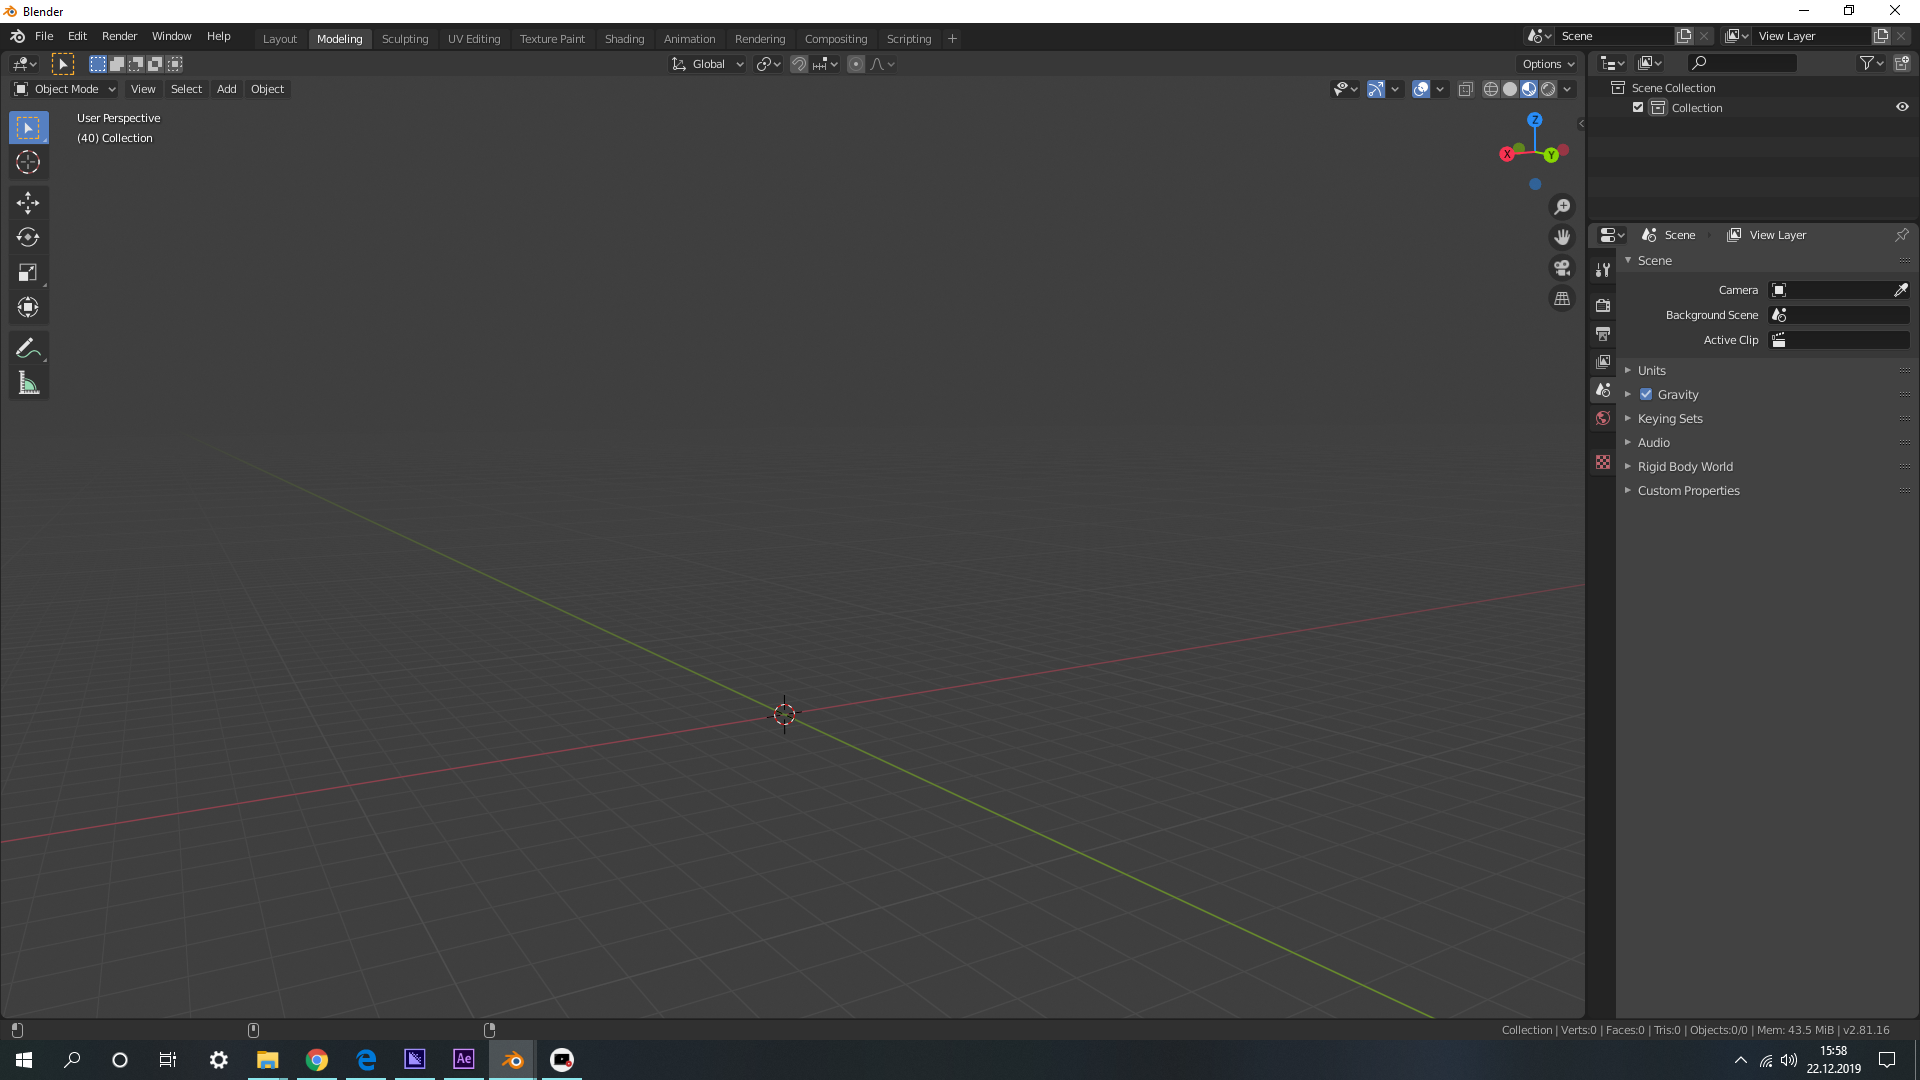 Blender
File Edit Render Window Help Layout Modeling Sculpting UV Editing Texture Paint Shading Animation Rendering Compositing Scripting + Scene View Layer
Global Options
Object Mode View Select Add Object
User Perspective
(40) Collection
Z
X
Y
Scene Collection
Collection
Scene View Layer
Scene
Camera
Background Scene
Active Clip
Units
Gravity
Keying Sets
Audio
Rigid Body World
Custom Properties
Collection | Verts:0 | Faces:0 | Tris:0 | Objects:0/0 | Mem: 43.5 MiB | v2.81.16
Ae
15:58
22.12.2019